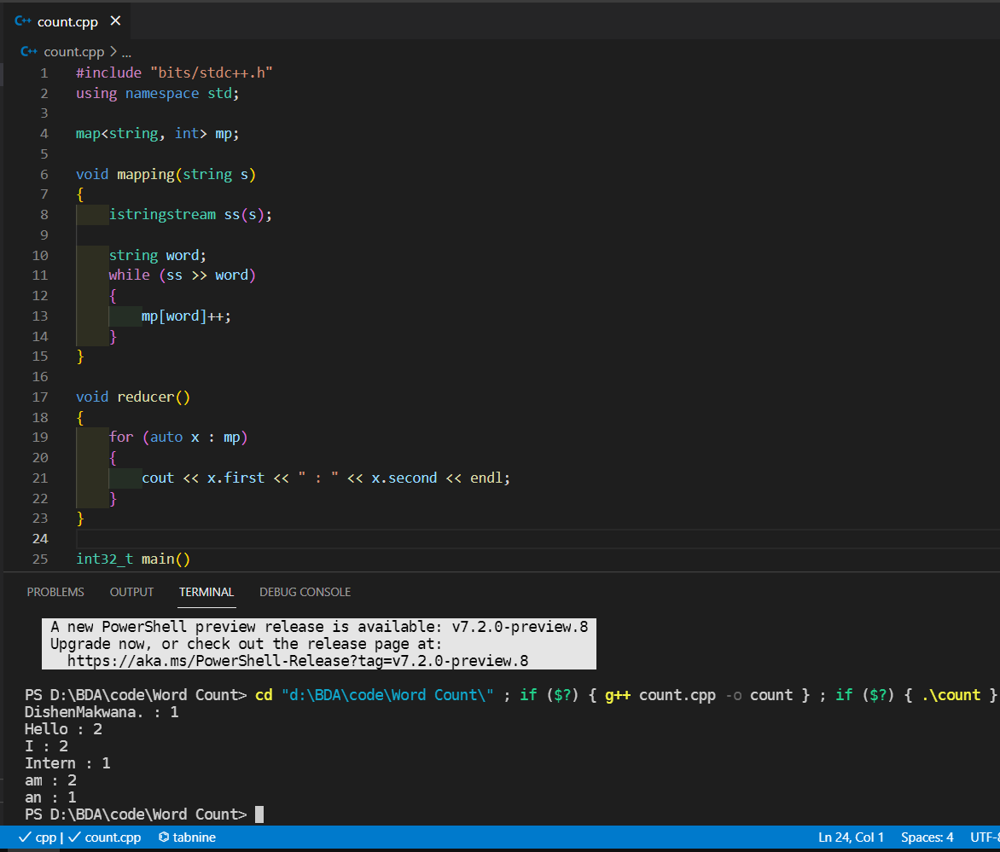 C++ count.cpp ×
C++ count.cpp > ...
1 #include "bits/stdc++.h"
2 using namespace std;
3
4 map<string, int> mp;
5
6 void mapping(string s)
7 {
8     istringstream ss(s);
9
10     string word;
11     while (ss >> word)
12     {
13         mp[word]++;
14     }
15 }
16
17 void reducer()
18 {
19     for (auto x : mp)
20     {
21         cout << x.first << " : " << x.second << endl;
22     }
23 }
24
25 int32_t main()
PROBLEMS OUTPUT TERMINAL DEBUG CONSOLE
A new PowerShell preview release is available: v7.2.0-preview.8
Upgrade now, or check out the release page at:
  https://aka.ms/PowerShell-Release?tag=v7.2.0-preview.8
PS D:\BDA\code\Word Count> cd "d:\BDA\code\Word Count\" ; if ($?) { g++ count.cpp -o count } ; if ($?) { .\count }
DishenMakwana. : 1
Hello : 2
I : 2
Intern : 1
am : 2
an : 1
PS D:\BDA\code\Word Count>
✓ cpp | ✓ count.cpp tabnine Ln 24, Col 1 Spaces: 4 UTF-8